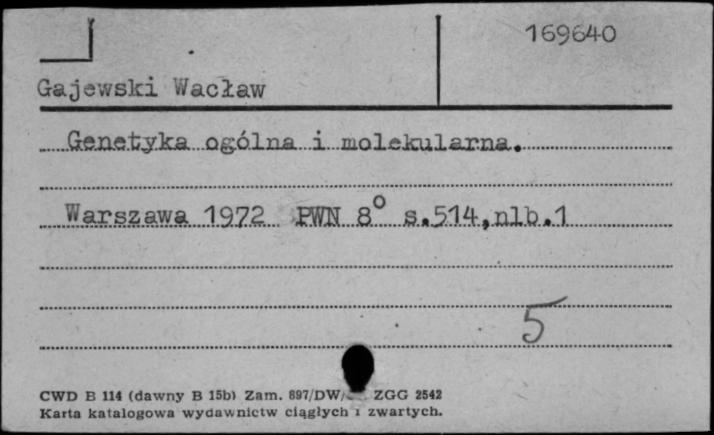 169640
Gajewski Wacław
Genetyka ogólna i molekularna.
Warszawa 1972 PWN 8° s.514,nlb.1
5
CWD B 114 (dawny B 15b) Zam. 897/DW/ ZGG 2542
Karta katalogowa wydawnictw ciągłych i zwartych.